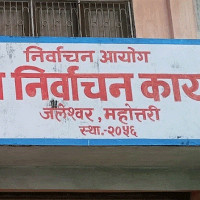 निर्वाचन आयोग
निर्वाचन
जलेश्वर, महोत्तरी
स्था.-२०५६